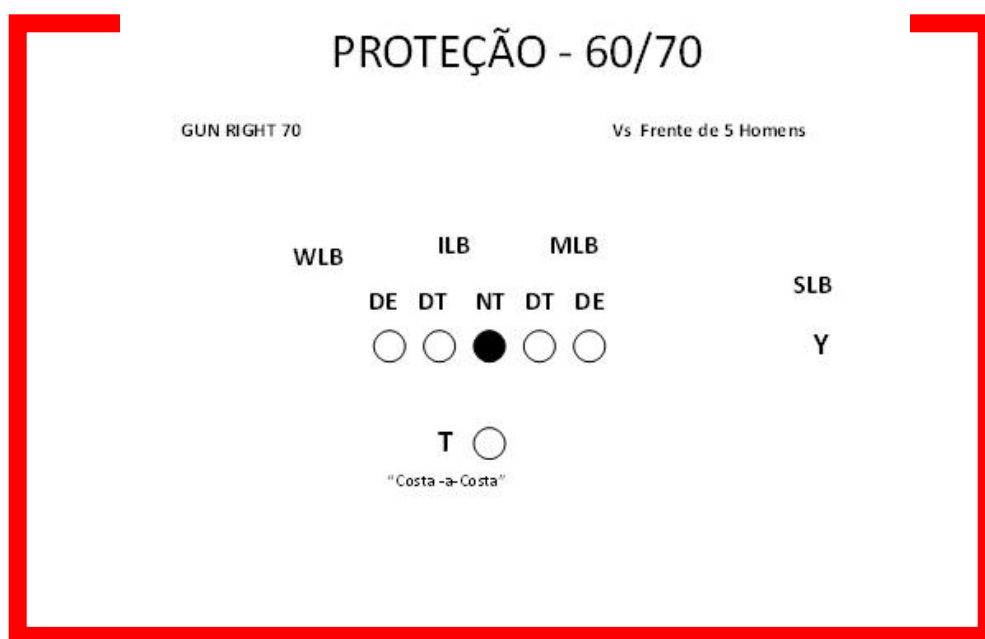 PROTEÇÃO - 60/70
GUN RIGHT 70 Vs Frente de 5 Homens
WLB ILB MLB
SLB
DE DT NT DT DE
Y
T
"Costa -a- Costa"